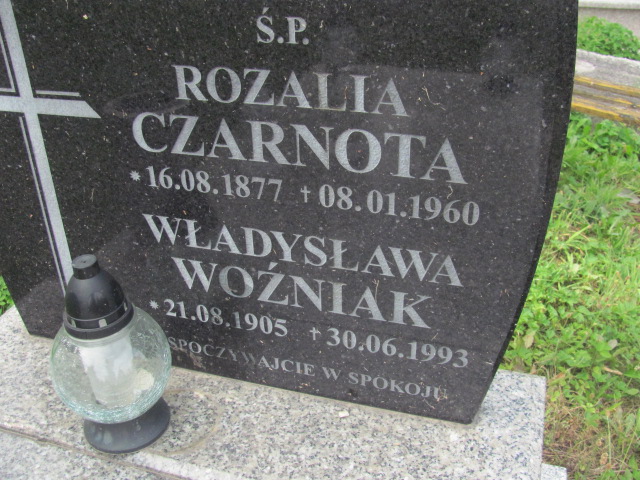 Ś.P.
ROZALIA
CZARNOTA
*16.08.1877 †08.01.1960
WŁADYSŁAWA
WOŹNIAK
*21.08.1905 †30.06.1993
SPOCZYWAJCIE W SPOKOJU